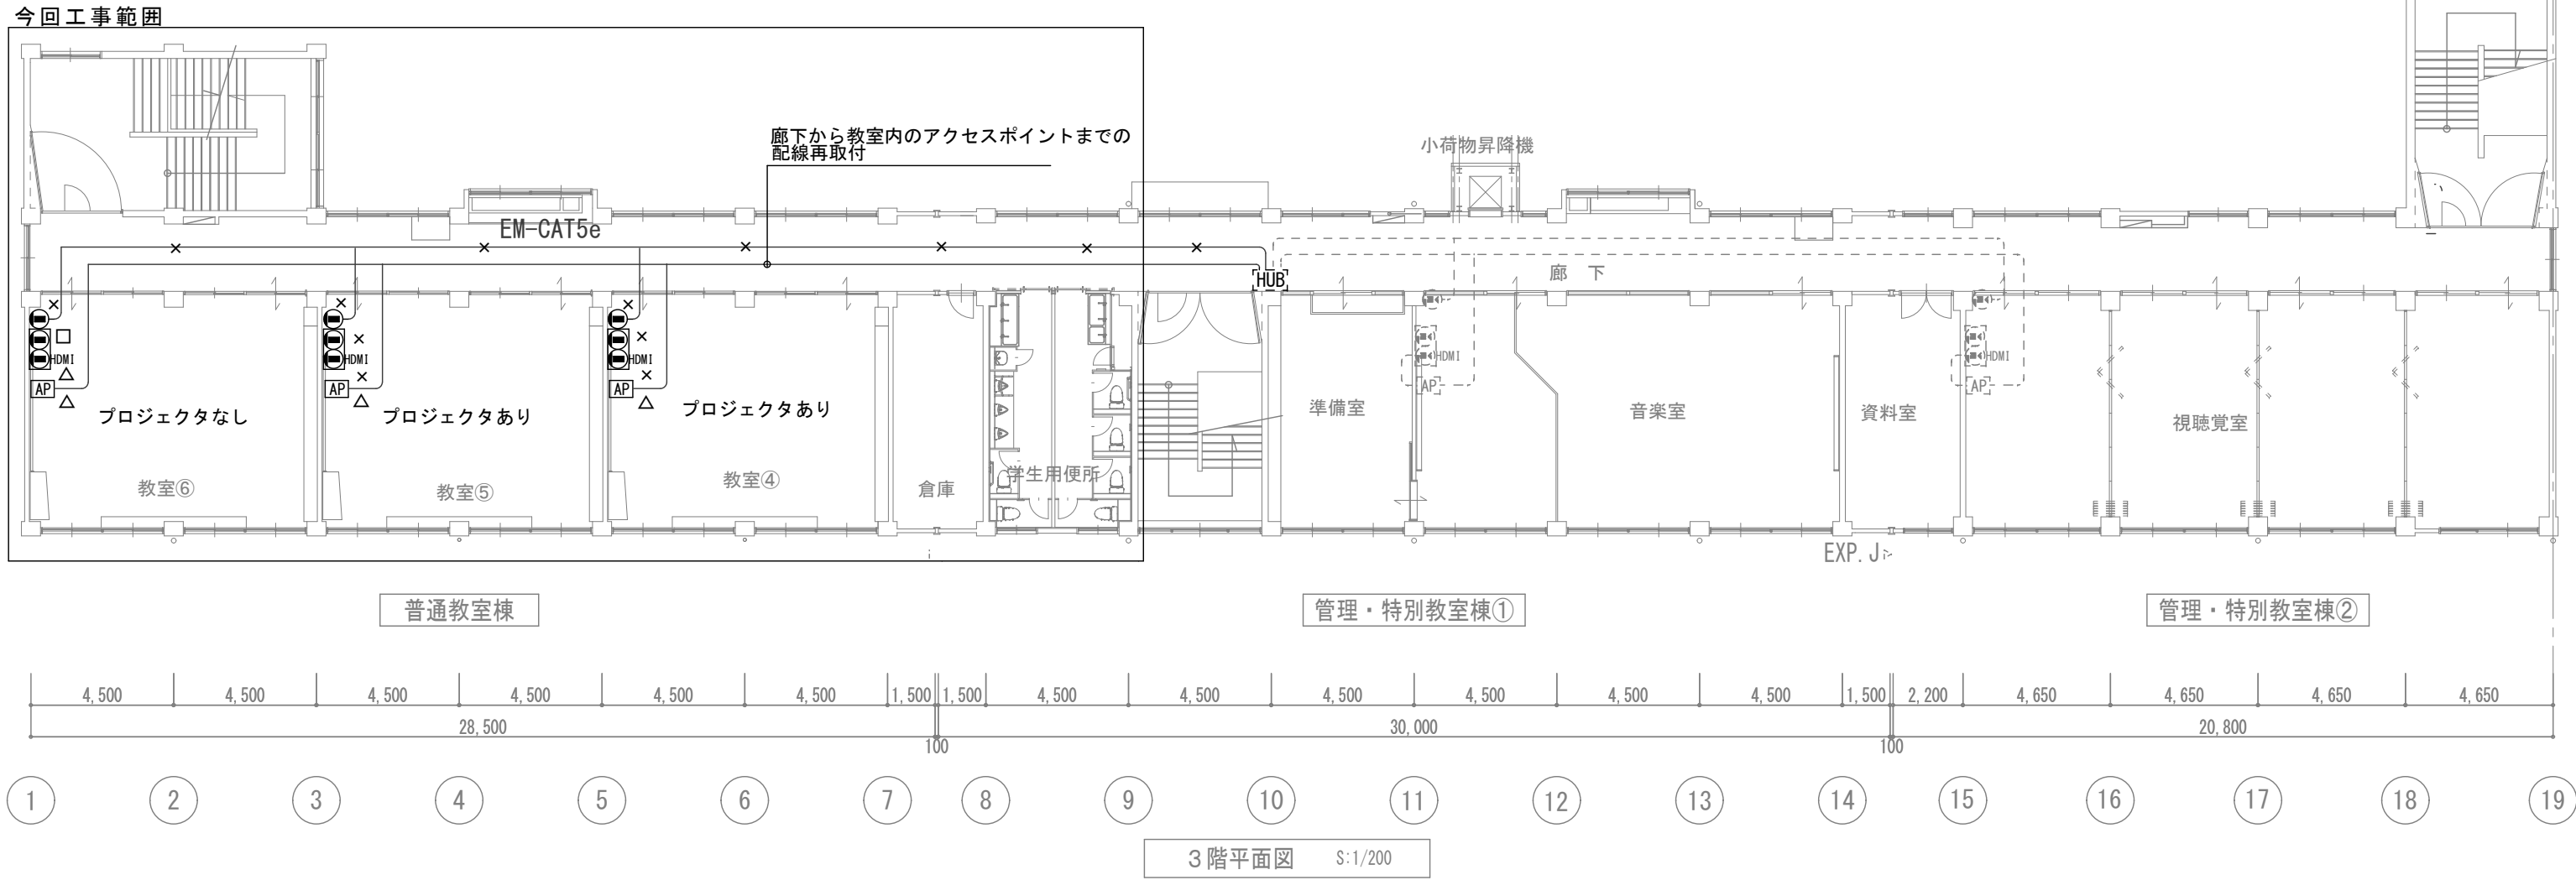 今回工事範囲
廊下から教室内のアクセスポイントまでの
配線再取付
小荷物昇降機
EM-CAT5e
廊 下
HUB
HDMI
HDMI
HDMI
HDMI
HDMI
AP
AP
AP
AP
AP
プロジェクタなし
プロジェクタあり
プロジェクタあり
準備室
音楽室
資料室
視聴覚室
教室⑥
教室⑤
教室④
倉庫
学生用便所
EXP.J
普通教室棟
管理・特別教室棟①
管理・特別教室棟②
4,500 4,500 4,500 4,500 4,500 4,500 1,500 1,500 4,500 4,500 4,500 4,500 4,500 4,500 1,500 2,200 4,650 4,650 4,650 4,650
28,500 30,000 20,800
100 100
1 2 3 4 5 6 7 8 9 10 11 12 13 14 15 16 17 18 19
3階平面図 S:1/200